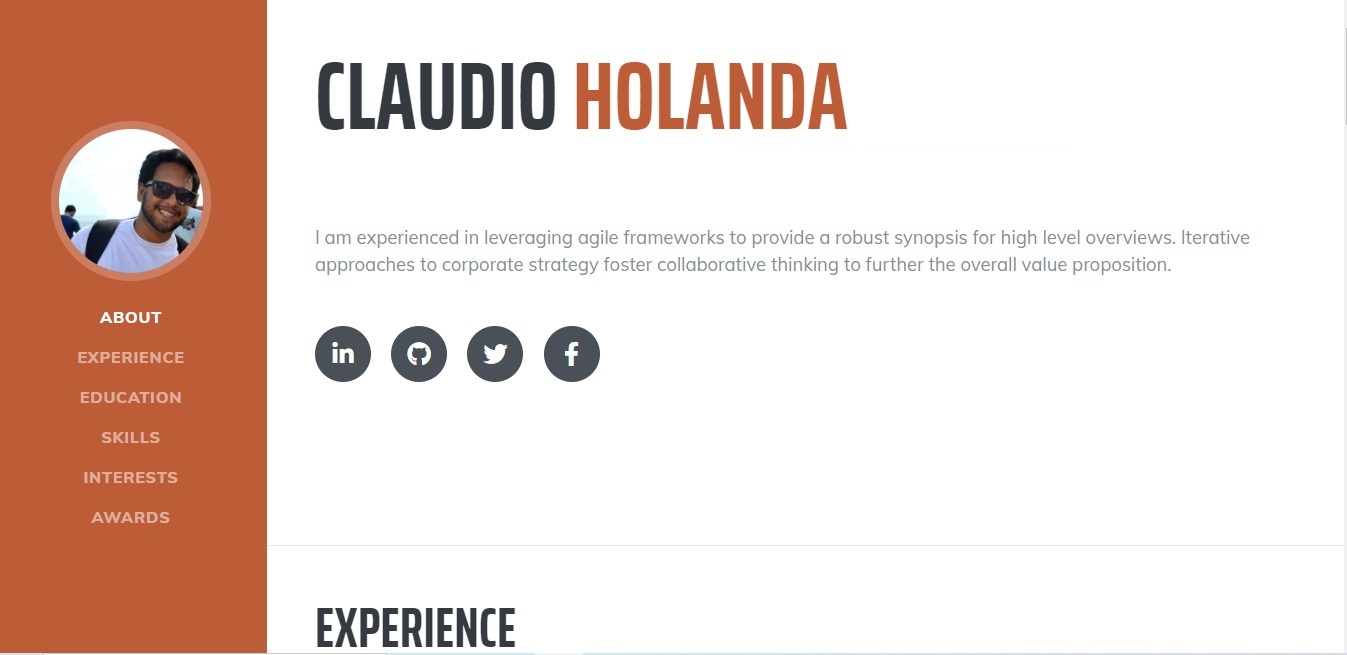 CLAUDIO HOLANDA
I am experienced in leveraging agile frameworks to provide a robust synopsis for high level overviews. Iterative
approaches to corporate strategy foster collaborative thinking to further the overall value proposition.
in
ABOUT
EXPERIENCE
EDUCATION
SKILLS
INTERESTS
AWARDS
EXPERIENCE